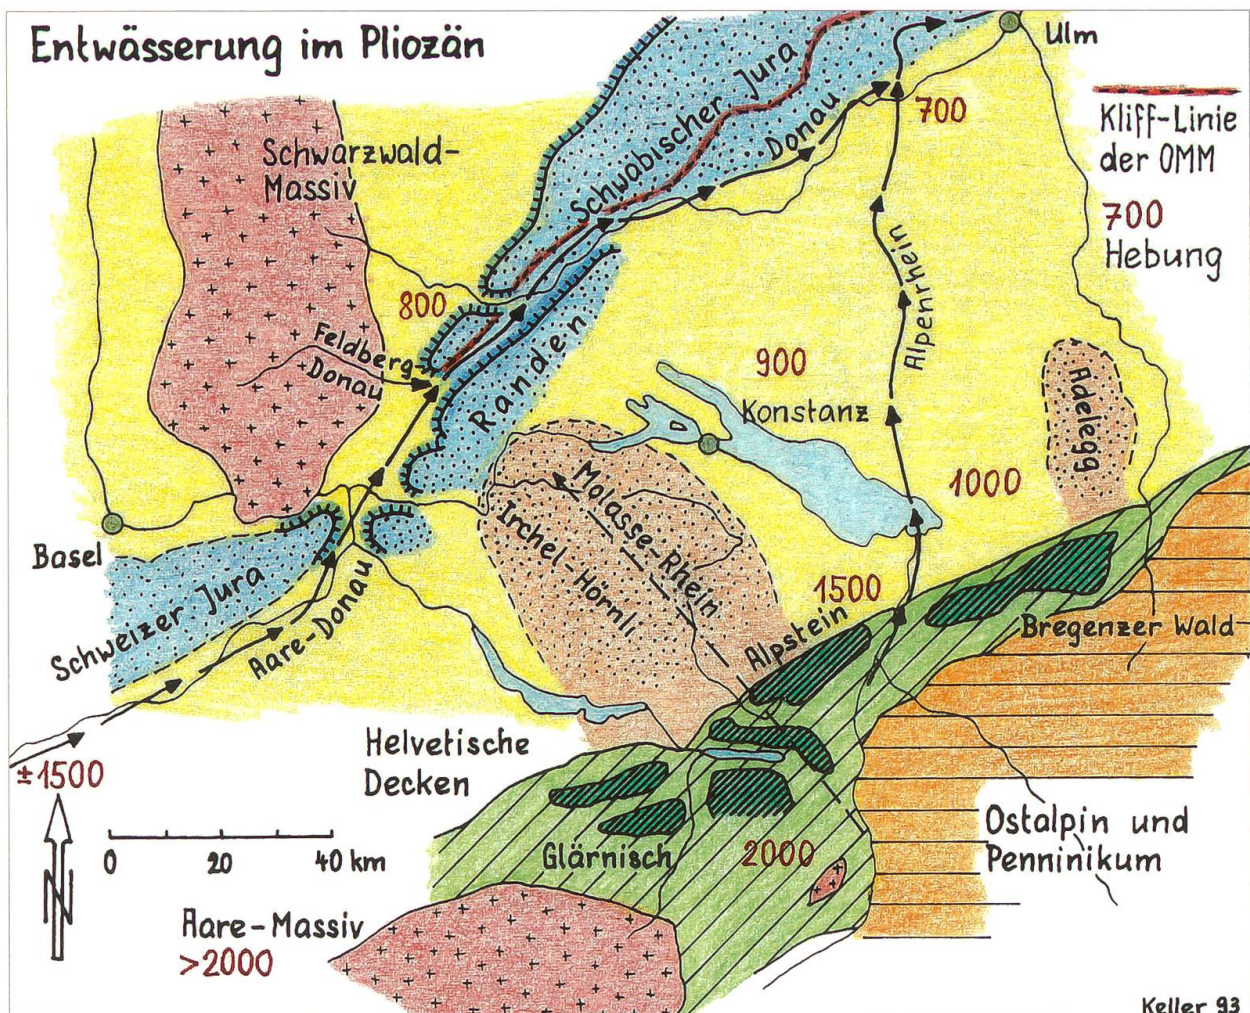 Entwässerung im Pliozän
Ulm
Kliff-Linie
der OMM
700
Hebung
Schwarzwald-
Massiv
Schwäbischer Jura
Donau
700
800
Feldberg-
Donau
Randen
900
Konstanz
Alpenrhein
Adelegg
1000
Molasse-Rhein
Irchel-Hörnli
Basel
Schweizer Jura
Aare-Donau
1500
Alpstein
Bregenzer Wald
±1500
Helvetische
Decken
0 20 40 km
N
Glärnisch
2000
Ostalpin und
Penninikum
Aare-Massiv
>2000
Keller 93